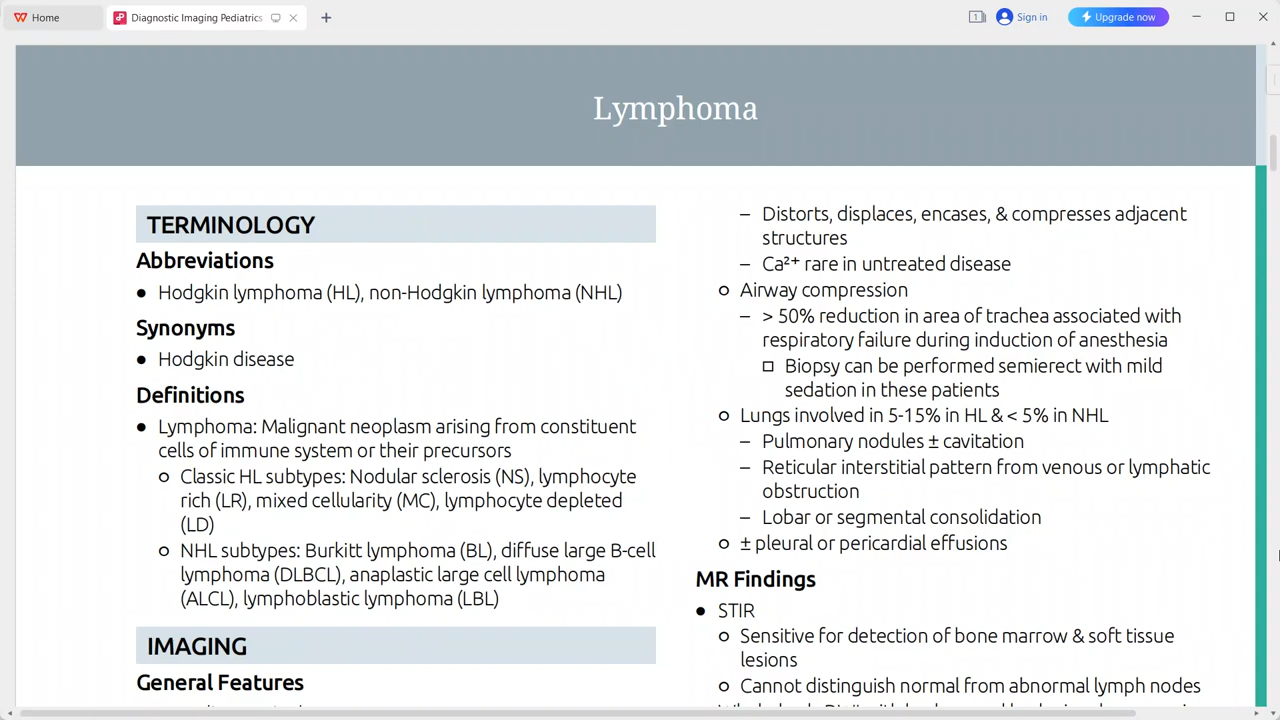 Home
Diagnostic Imaging Pediatrics
Sign in
Upgrade now
Lymphoma
TERMINOLOGY
Abbreviations
● Hodgkin lymphoma (HL), non-Hodgkin lymphoma (NHL)
Synonyms
● Hodgkin disease
Definitions
● Lymphoma: Malignant neoplasm arising from constituent
cells of immune system or their precursors
○ Classic HL subtypes: Nodular sclerosis (NS), lymphocyte
rich (LR), mixed cellularity (MC), lymphocyte depleted
(LD)
○ NHL subtypes: Burkitt lymphoma (BL), diffuse large B-cell
lymphoma (DLBCL), anaplastic large cell lymphoma
(ALCL), lymphoblastic lymphoma (LBL)
IMAGING
General Features
– Distorts, displaces, encases, & compresses adjacent
structures
– Ca²⁺ rare in untreated disease
○ Airway compression
– > 50% reduction in area of trachea associated with
respiratory failure during induction of anesthesia
□ Biopsy can be performed semierect with mild
sedation in these patients
○ Lungs involved in 5-15% in HL & < 5% in NHL
– Pulmonary nodules ± cavitation
– Reticular interstitial pattern from venous or lymphatic
obstruction
– Lobar or segmental consolidation
○ ± pleural or pericardial effusions
MR Findings
● STIR
○ Sensitive for detection of bone marrow & soft tissue
lesions
○ Cannot distinguish normal from abnormal lymph nodes